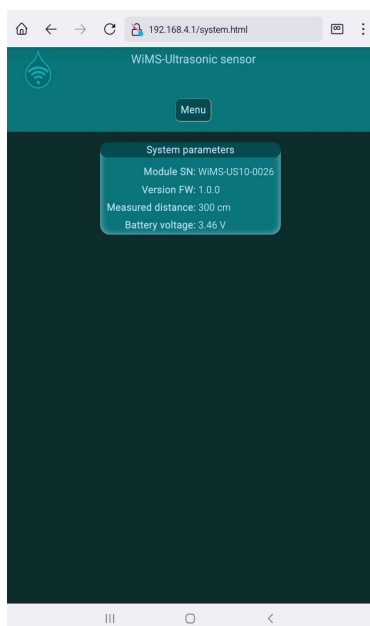 192.168.4.1/system.html
WiMS-Ultrasonic sensor
Menu
System parameters
Module SN: WiMS-US10-0026
Version FW: 1.0.0
Measured distance: 300 cm
Battery voltage: 3.46 V